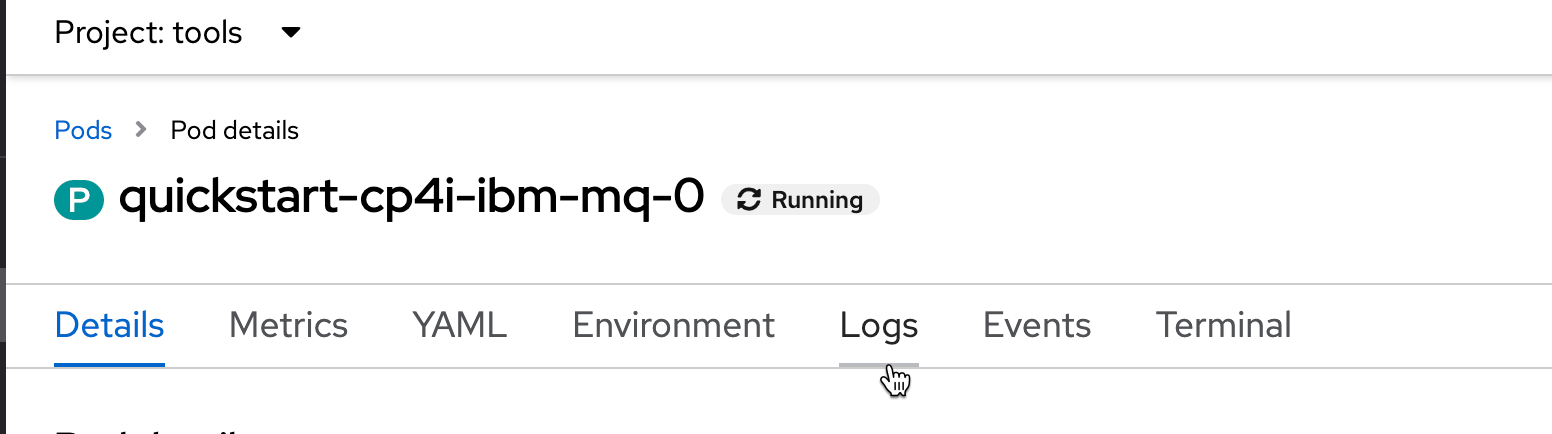 Project: tools
Pods > Pod details
P quickstart-cp4i-ibm-mq-0 Running
Details Metrics YAML Environment Logs Events Terminal